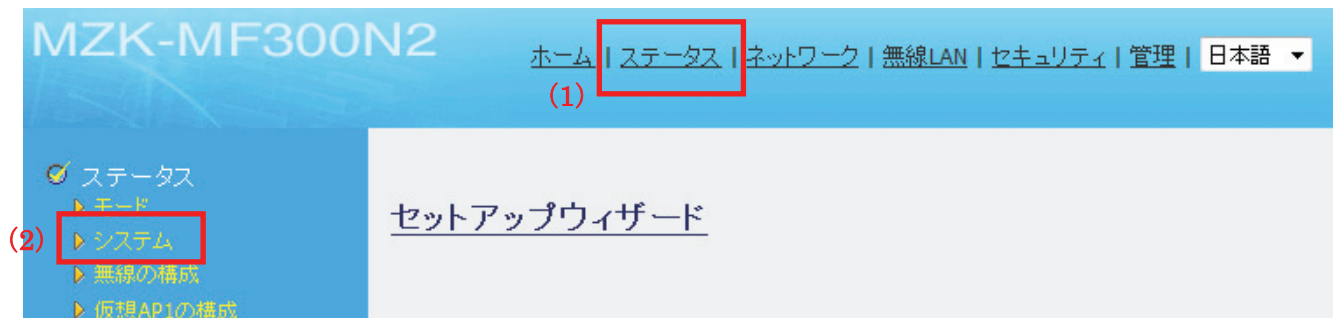 MZK-MF300N2
ホーム | ステータス | ネットワーク | 無線LAN | セキュリティ | 管理 | 日本語
(1)
ステータス
モード
(2) システム
無線の構成
仮想AP1の構成
セットアップウィザード